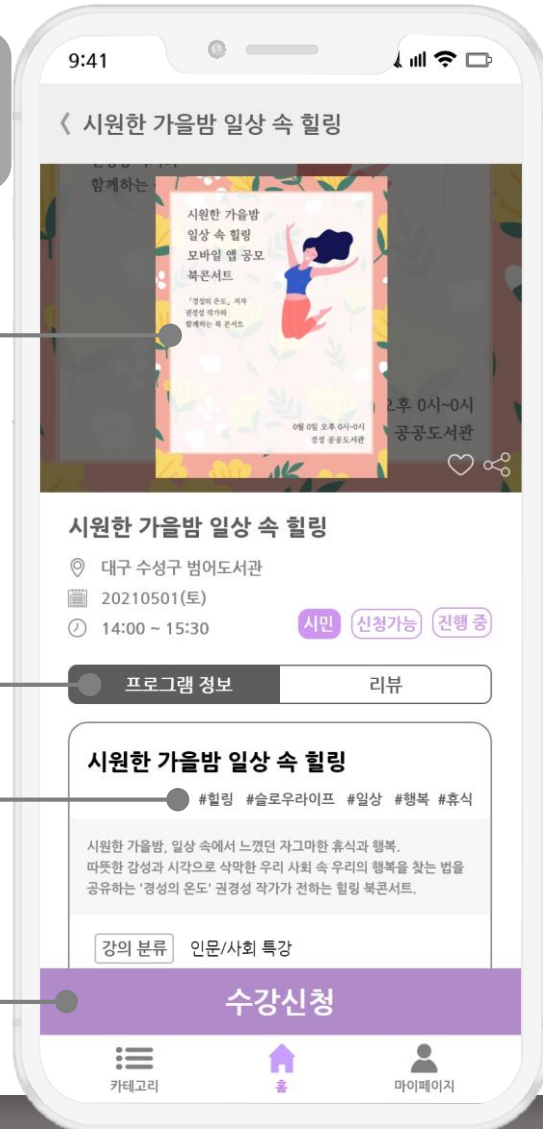 9:41
시원한 가을밤 일상 속 힐링
함께하는
시원한 가을밤
일상 속 힐링
모바일 앱 공모
북콘서트
「경성의 온도」 저자
권경성 작가와
함께하는 북 콘서트
0월 0일 오후 0시~0시
경성 공공도서관
오후 0시~0시
공공도서관
시원한 가을밤 일상 속 힐링
대구 수성구 범어도서관
20210501(토)
14:00 ~ 15:30
시민 신청가능 진행 중
프로그램 정보 리뷰
시원한 가을밤 일상 속 힐링
#힐링 #슬로우라이프 #일상 #행복 #휴식
시원한 가을밤, 일상 속에서 느꼈던 자그마한 휴식과 행복.
따뜻한 감성과 시각으로 삭막한 우리 사회 속 우리의 행복을 찾는 법을
공유하는 '경성의 온도' 권경성 작가가 전하는 힐링 북콘서트.
강의 분류 인문/사회 특강
수강신청
카테고리 홈 마이페이지